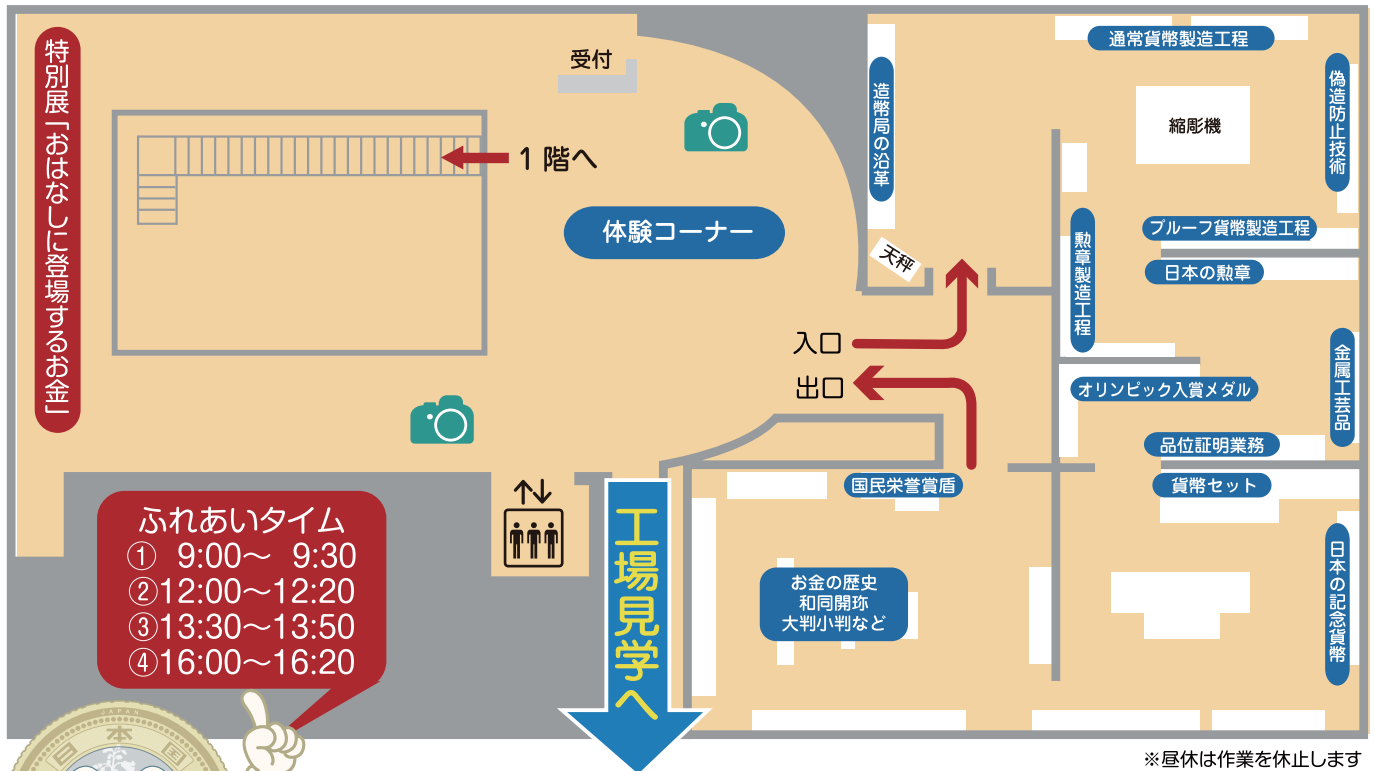 特別展「おはなしに登場するお金」
受付
1階へ
体験コーナー
造幣局の沿革
天秤
通常貨幣製造工程
偽造防止技術
縮彫機
プルーフ貨幣製造工程
勲章製造工程
日本の勲章
入口
出口
金属工芸品
オリンピック入賞メダル
品位証明業務
国民栄誉賞盾
貨幣セット
お金の歴史
和同開珎
大判小判など
日本の記念貨幣
工場見学へ
ふれあいタイム
① 9:00～ 9:30
②12:00～12:20
③13:30～13:50
④16:00～16:20
JAPAN
日本国
※昼休は作業を休止します